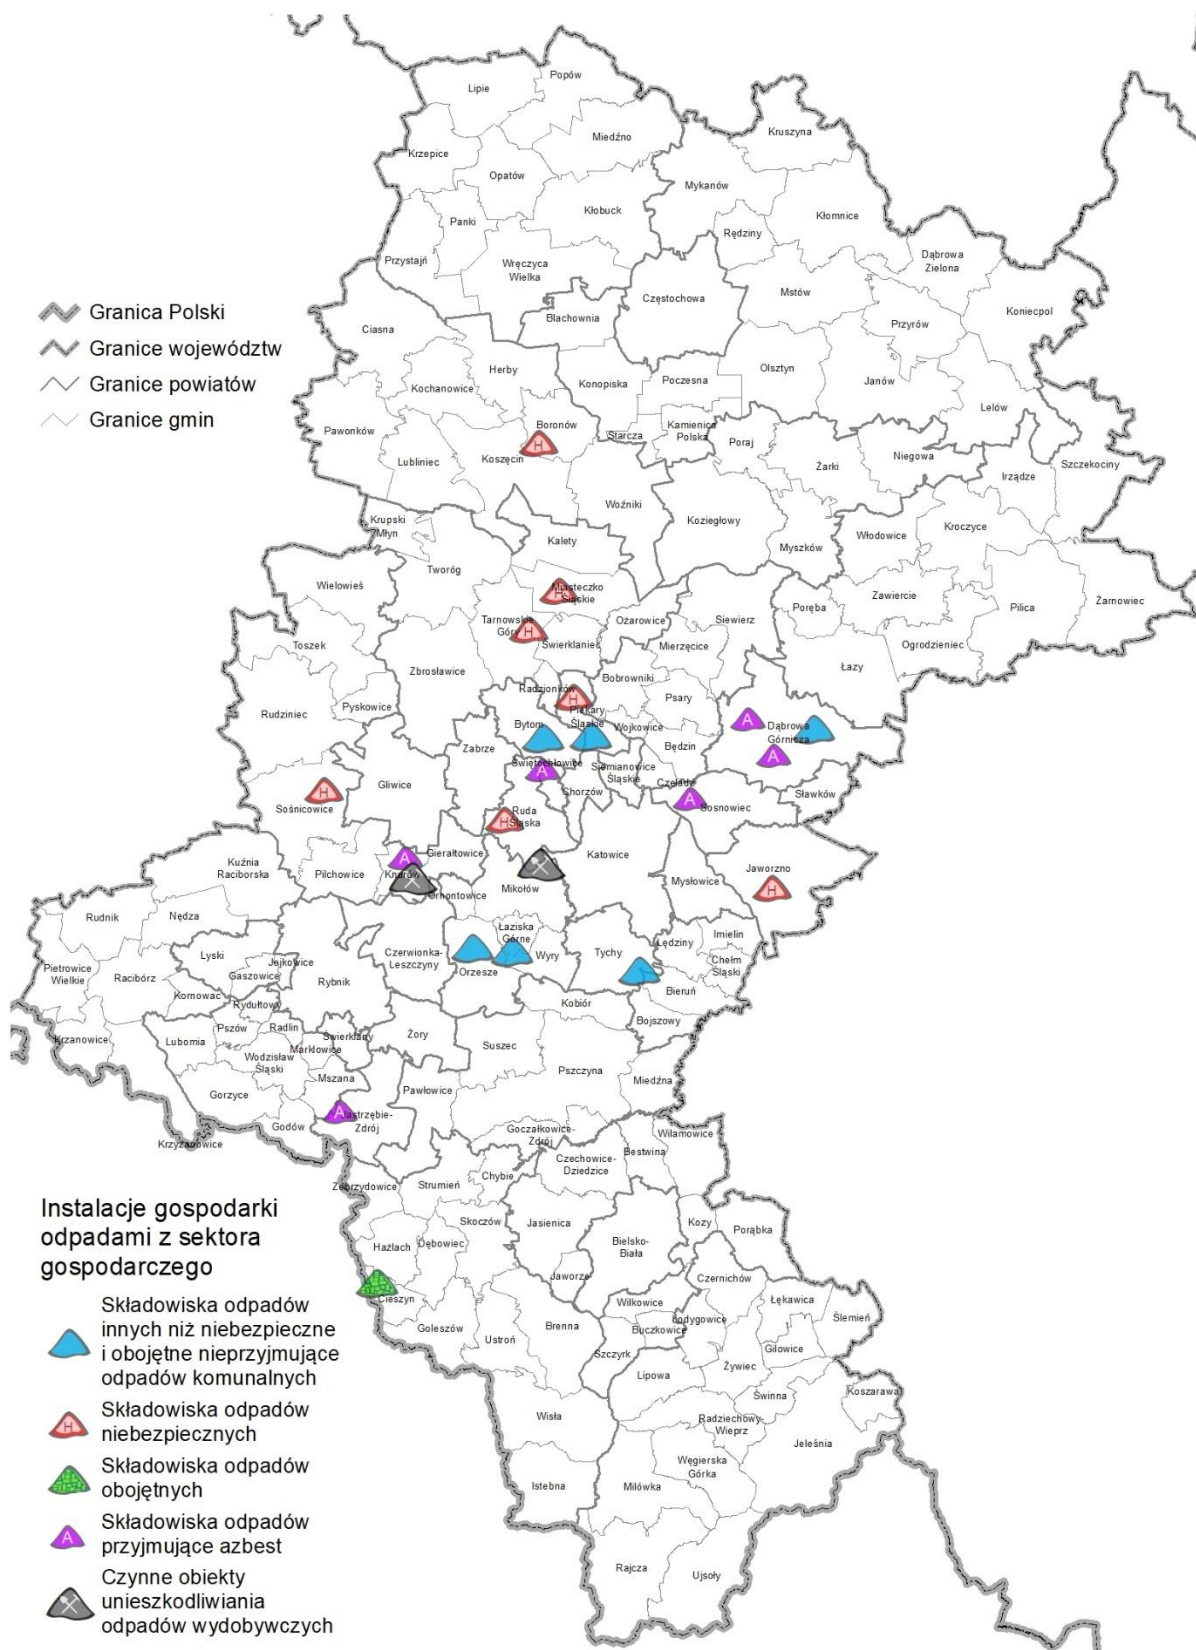 Popów
Lipie
Kruszyna
Miedźno
Krzepice
Opatów
Mykanów
Kłobuck
Kłomnice
Panki
Rędziny
Przystajń
Wręczyca
Wielka
Dąbrowa
Zielona
Częstochowa
Mstów
Koniecpol
Granica Polski
Blachownia
Przyrów
Ciasna
Granice województw
Herby
Olsztyn
Konopiska
Poczesna
Janów
Granice powiatów
Kochanowice
Lelów
Granice gmin
Boronów
Kamienica
Polska
Pawonków
Starcza
Poraj
Niegowa
Koszęcin
Lubliniec
Żarki
Szczekociny
Irządze
Woźniki
Krupski
Młyn
Koziegłowy
Kroczyce
Włodowice
Kalety
Myszków
Tworóg
Wielowieś
Miasteczko
Śląskie
Zawiercie
Żarnowiec
Poręba
Pilica
Tarnowskie
Góry
Ożarowice
Siewierz
Toszek
Świerklaniec
Mierzęcice
Ogrodzieniec
Łazy
Zbrosławice
Bobrowniki
Radzionków
Psary
Pyskowice
Rudziniec
Piekary
Śląskie
Bytom
Wojkowice
Dąbrowa
Górnicza
Zabrze
Będzin
Świętochłowice
Siemianowice
Śląskie
Gliwice
Czeladź
Chorzów
Sławków
Sośnicowice
Sosnowiec
Ruda
Śląska
Gierałtowice
Katowice
Kuźnia
Raciborska
Pilchowice
Knurów
Jaworzno
Mysłowice
Ornontowice
Mikołów
Rudnik
Nędza
Łaziska
Górne
Imielin
Lędziny
Czerwionka-
Leszczyny
Tychy
Wyry
Łyski
Jejkowice
Chełm
Śląski
Pietrowice
Wielkie
Orzesze
Racibórz
Gaszowice
Rybnik
Bieruń
Kornowac
Rydułtowy
Kobiór
Bojszowy
Pszów
Radlin
Krzanowice
Lubomia
Świerklany
Żory
Marklowice
Suszec
Wodzisław
Śląski
Pszczyna
Mszana
Miedźna
Gorzyce
Pawłowice
Jastrzębie-
Zdrój
Godów
Goczałkowice-
Zdrój
Krzyżanowice
Wilamowice
Czechowice-
Dziedzice
Bestwina
Chybie
Zebrzydowice
Strumień
Instalacje gospodarki
odpadami z sektora
gospodarczego
Skoczów
Jasienica
Kozy
Porąbka
Dębowiec
Bielsko-
Biała
Hażlach
Jaworze
Czernichów
Cieszyn
Wilkowice
Łękawica
Składowiska odpadów
innych niż niebezpieczne
i obojętne nieprzyjmujące
odpadów komunalnych
Łodygowice
Ślemień
Goleszów
Brenna
Buczkowice
Ustroń
Gilowice
Szczyrk
Żywiec
Lipowa
Świnna
Koszarawa
H
Składowiska odpadów
niebezpiecznych
Wisła
Radziechowy-
Wieprz
Jeleśnia
Węgierska
Górka
Składowiska odpadów
obojętnych
Istebna
Milówka
A
Składowiska odpadów
przyjmujące azbest
Rajcza
Ujsoły
Czynne obiekty
unieszkodliwiania
odpadów wydobywczych